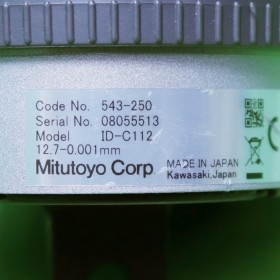 Code No. 543-250
Serial No. 08055513
Model ID-C112
12.7-0.001mm
Mitutoyo Corp MADE IN JAPAN
Kawasaki, Japan